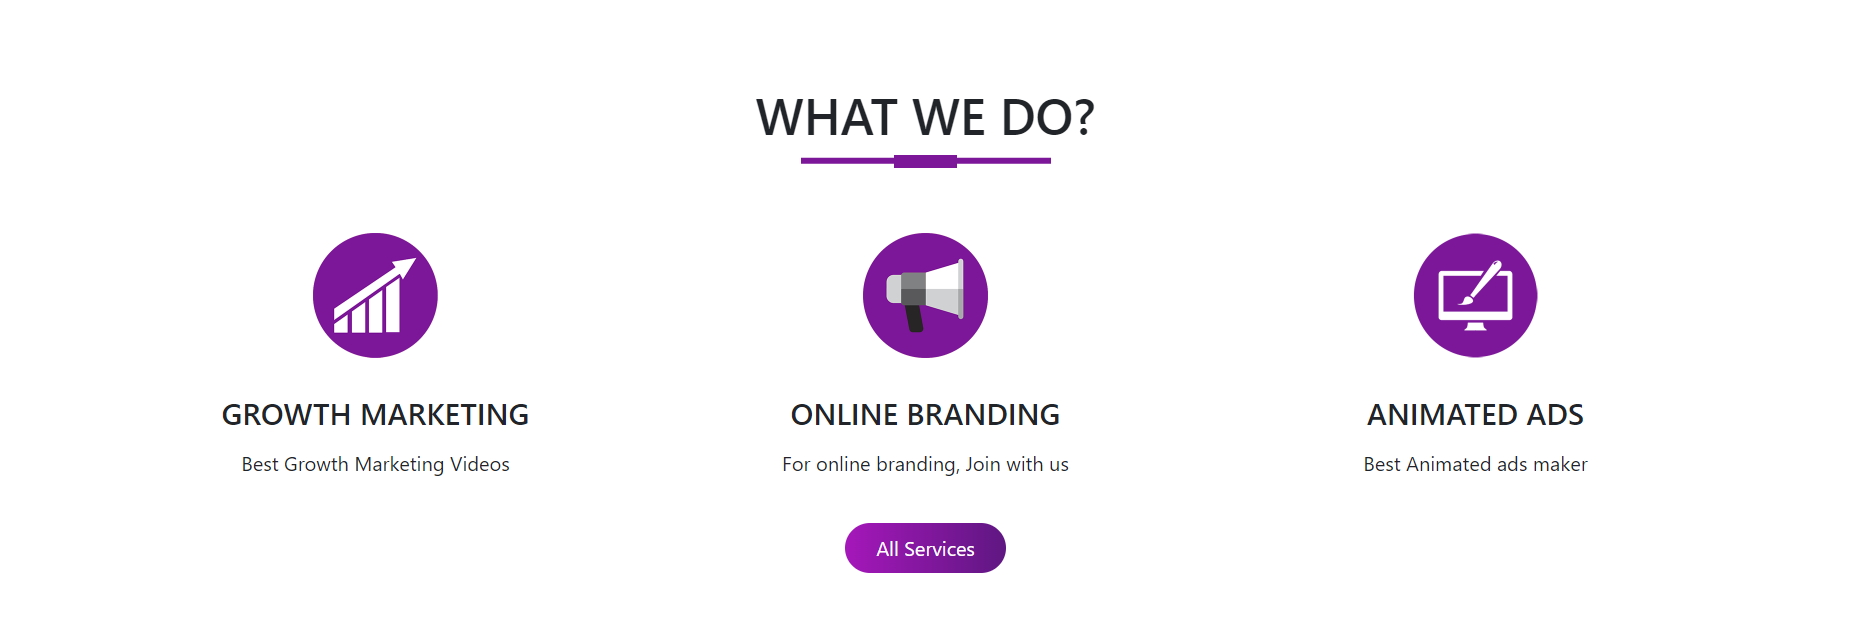 WHAT WE DO?
GROWTH MARKETING
Best Growth Marketing Videos
ONLINE BRANDING
For online branding, Join with us
ANIMATED ADS
Best Animated ads maker
All Services